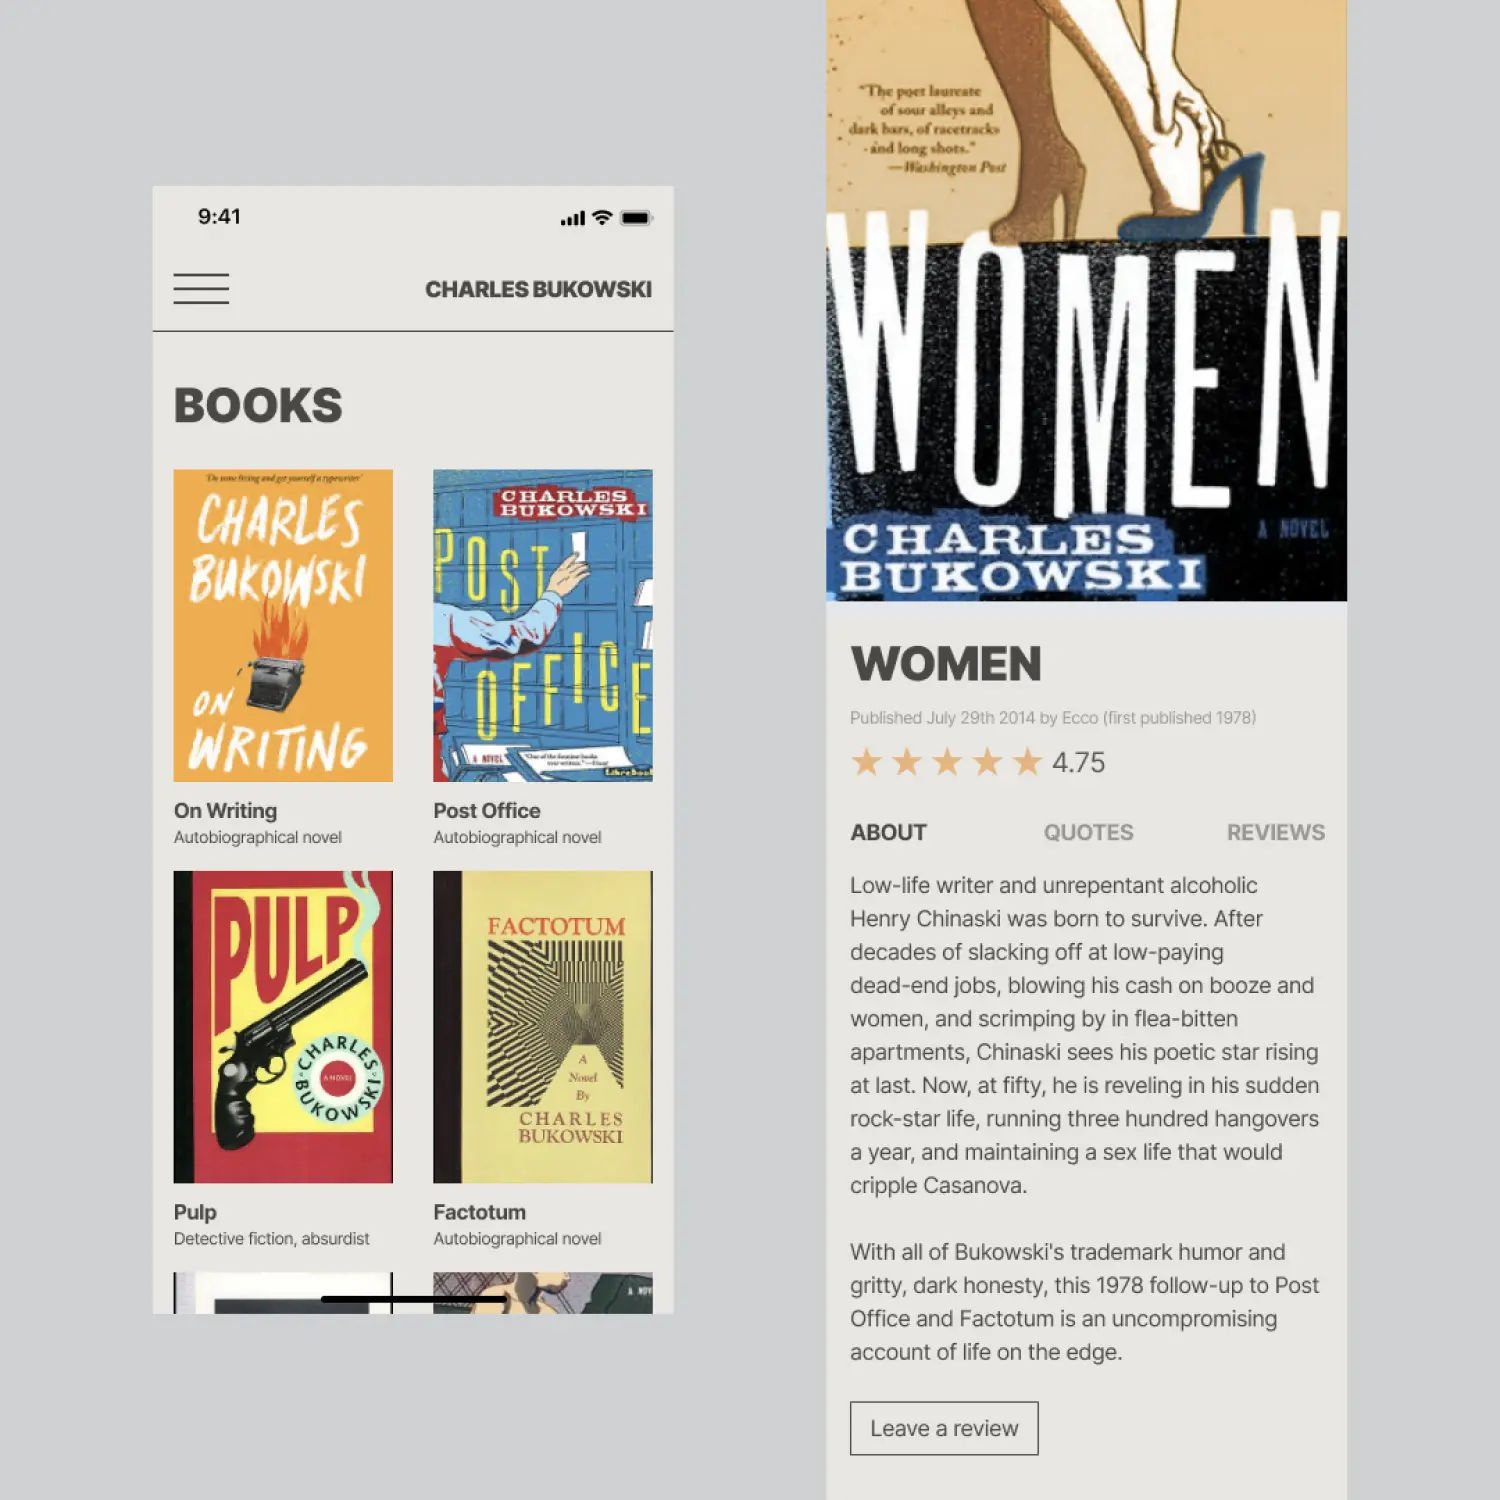 9:41
CHARLES BUKOWSKI
BOOKS
'Do some living and get yourself a typewriter'
CHARLES
BUKOWSKI
ON
WRITING
CHARLES
BUKOWSKI
POST
OFFICE
A NOVEL
On Writing
Autobiographical novel
Post Office
Autobiographical novel
PULP
CHARLES
BUKOWSKI
A NOVEL
FACTOTUM
A
Novel
By
CHARLES
BUKOWSKI
Pulp
Detective fiction, absurdist
Factotum
Autobiographical novel
"The poet laureate
of sour alleys and
dark bars, of racetracks
and long shots."
—Washington Post
WOMEN
A NOVEL
CHARLES
BUKOWSKI
WOMEN
Published July 29th 2014 by Ecco (first published 1978)
4.75
ABOUT QUOTES REVIEWS
Low-life writer and unrepentant alcoholic
Henry Chinaski was born to survive. After
decades of slacking off at low-paying
dead-end jobs, blowing his cash on booze and
women, and scrimping by in flea-bitten
apartments, Chinaski sees his poetic star rising
at last. Now, at fifty, he is reveling in his sudden
rock-star life, running three hundred hangovers
a year, and maintaining a sex life that would
cripple Casanova.
With all of Bukowski's trademark humor and
gritty, dark honesty, this 1978 follow-up to Post
Office and Factotum is an uncompromising
account of life on the edge.
Leave a review